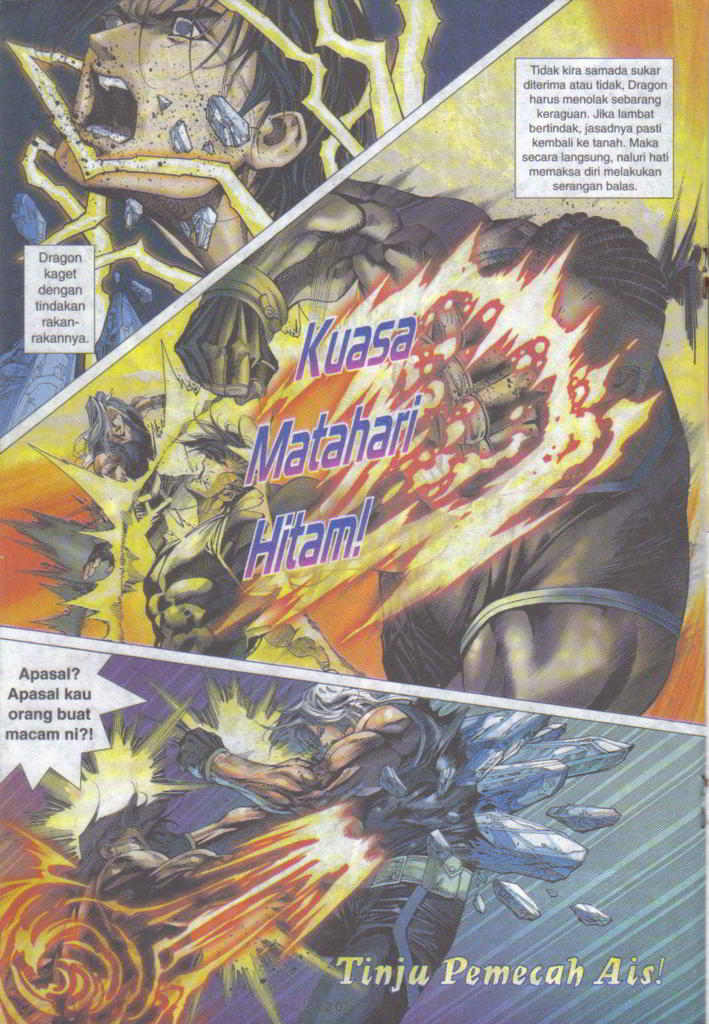 Dragon
kaget
dengan
tindakan
rakan-
rakannya.
Tidak kira samada sukar
diterima atau tidak, Dragon
harus menolak sebarang
keraguan. Jika lambat
bertindak, jasadnya pasti
kembali ke tanah. Maka
secara langsung, naluri hati
memaksa diri melakukan
serangan balas.
Kuasa
Matahari
Hitam!
Apasal?
Apasal kau
orang buat
macam ni?!
Tinju Pemecah Ais!
20